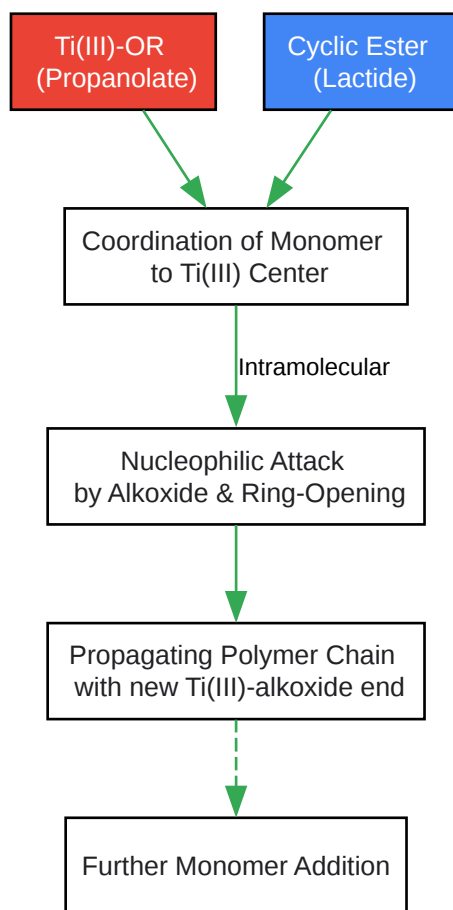 Ti(III)-OR
(Propanolate)
Cyclic Ester
(Lactide)
Coordination of Monomer
to Ti(III) Center
Intramolecular
Nucleophilic Attack
by Alkoxide & Ring-Opening
Propagating Polymer Chain
with new Ti(III)-alkoxide end
Further Monomer Addition